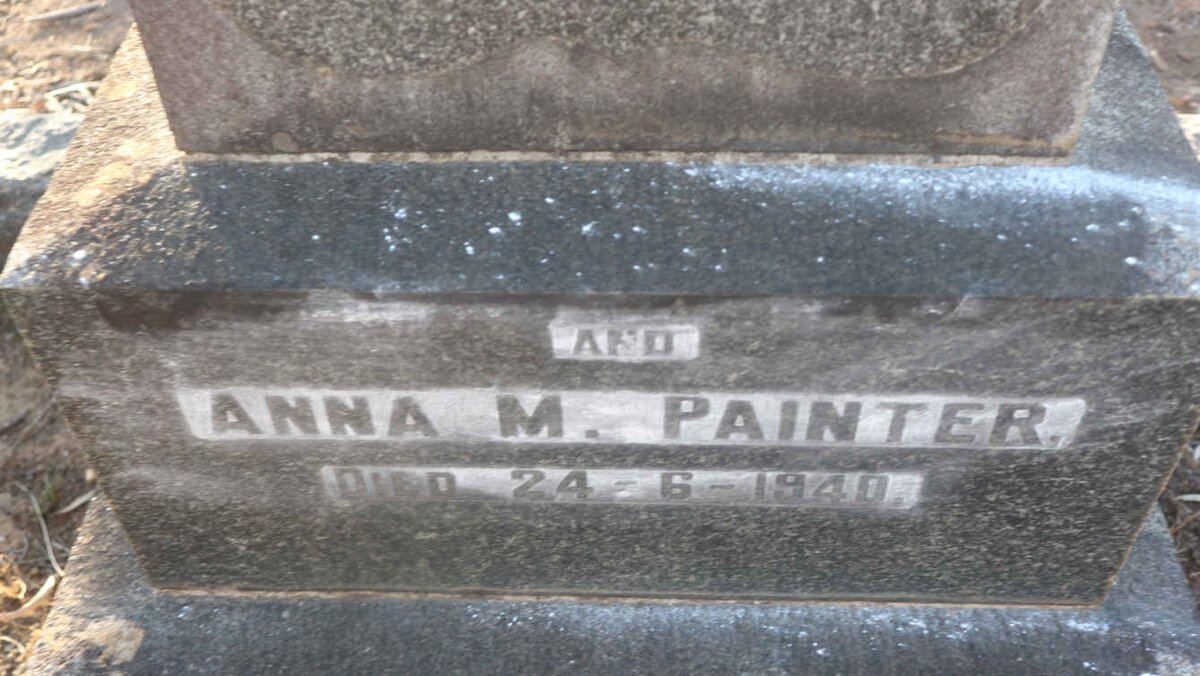 AND
ANNA M. PAINTER.
DIED 24-6-1940.